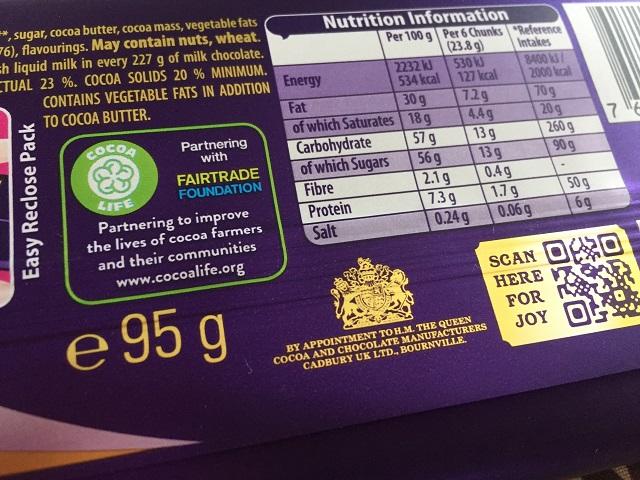 , sugar, cocoa butter, cocoa mass, vegetable fats
76), flavourings. May contain nuts, wheat.
sh liquid milk in every 227 g of milk chocolate.
CTUAL 23 %. COCOA SOLIDS 20 % MINIMUM.
CONTAINS VEGETABLE FATS IN ADDITION
TO COCOA BUTTER.
Easy Reclose Pack
COCOA
LIFE
Partnering
with
FAIRTRADE
FOUNDATION
Partnering to improve
the lives of cocoa farmers
and their communities
www.cocoalife.org
e 95 g
Nutrition Information
Per 100 g Per 6 Chunks (23.8 g) *Reference Intakes
Energy 2232 kJ 530 kJ 8400 kJ/
534 kcal 127 kcal 2000 kcal
Fat 30 g 7.2 g 70 g
of which Saturates 18 g 4.4 g 20 g
Carbohydrate 57 g 13 g 260 g
of which Sugars 56 g 13 g 90 g
Fibre 2.1 g 0.4 g -
Protein 7.3 g 1.7 g 50 g
Salt 0.24 g 0.06 g 6 g
BY APPOINTMENT TO H.M. THE QUEEN
COCOA AND CHOCOLATE MANUFACTURERS
CADBURY UK LTD., BOURNVILLE.
SCAN
HERE
FOR
JOY
7